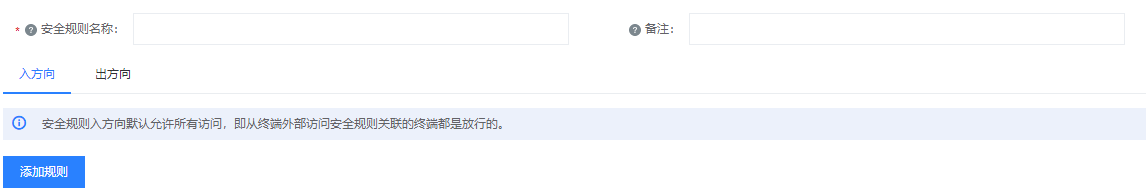 * 安全规则名称： 备注：
入方向 出方向
安全规则入方向默认允许所有访问，即从终端外部访问安全规则关联的终端都是放行的。
添加规则